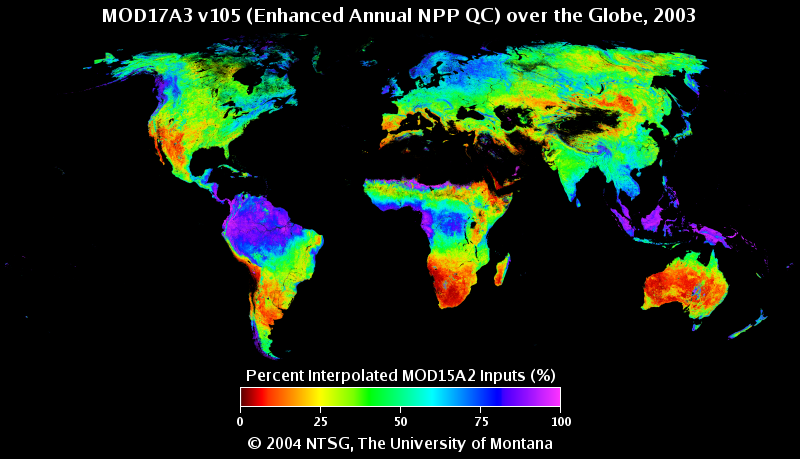 MOD17A3 v105 (Enhanced Annual NPP QC) over the Globe, 2003
Percent Interpolated MOD15A2 Inputs (%)
0 25 50 75 100
© 2004 NTSG, The University of Montana